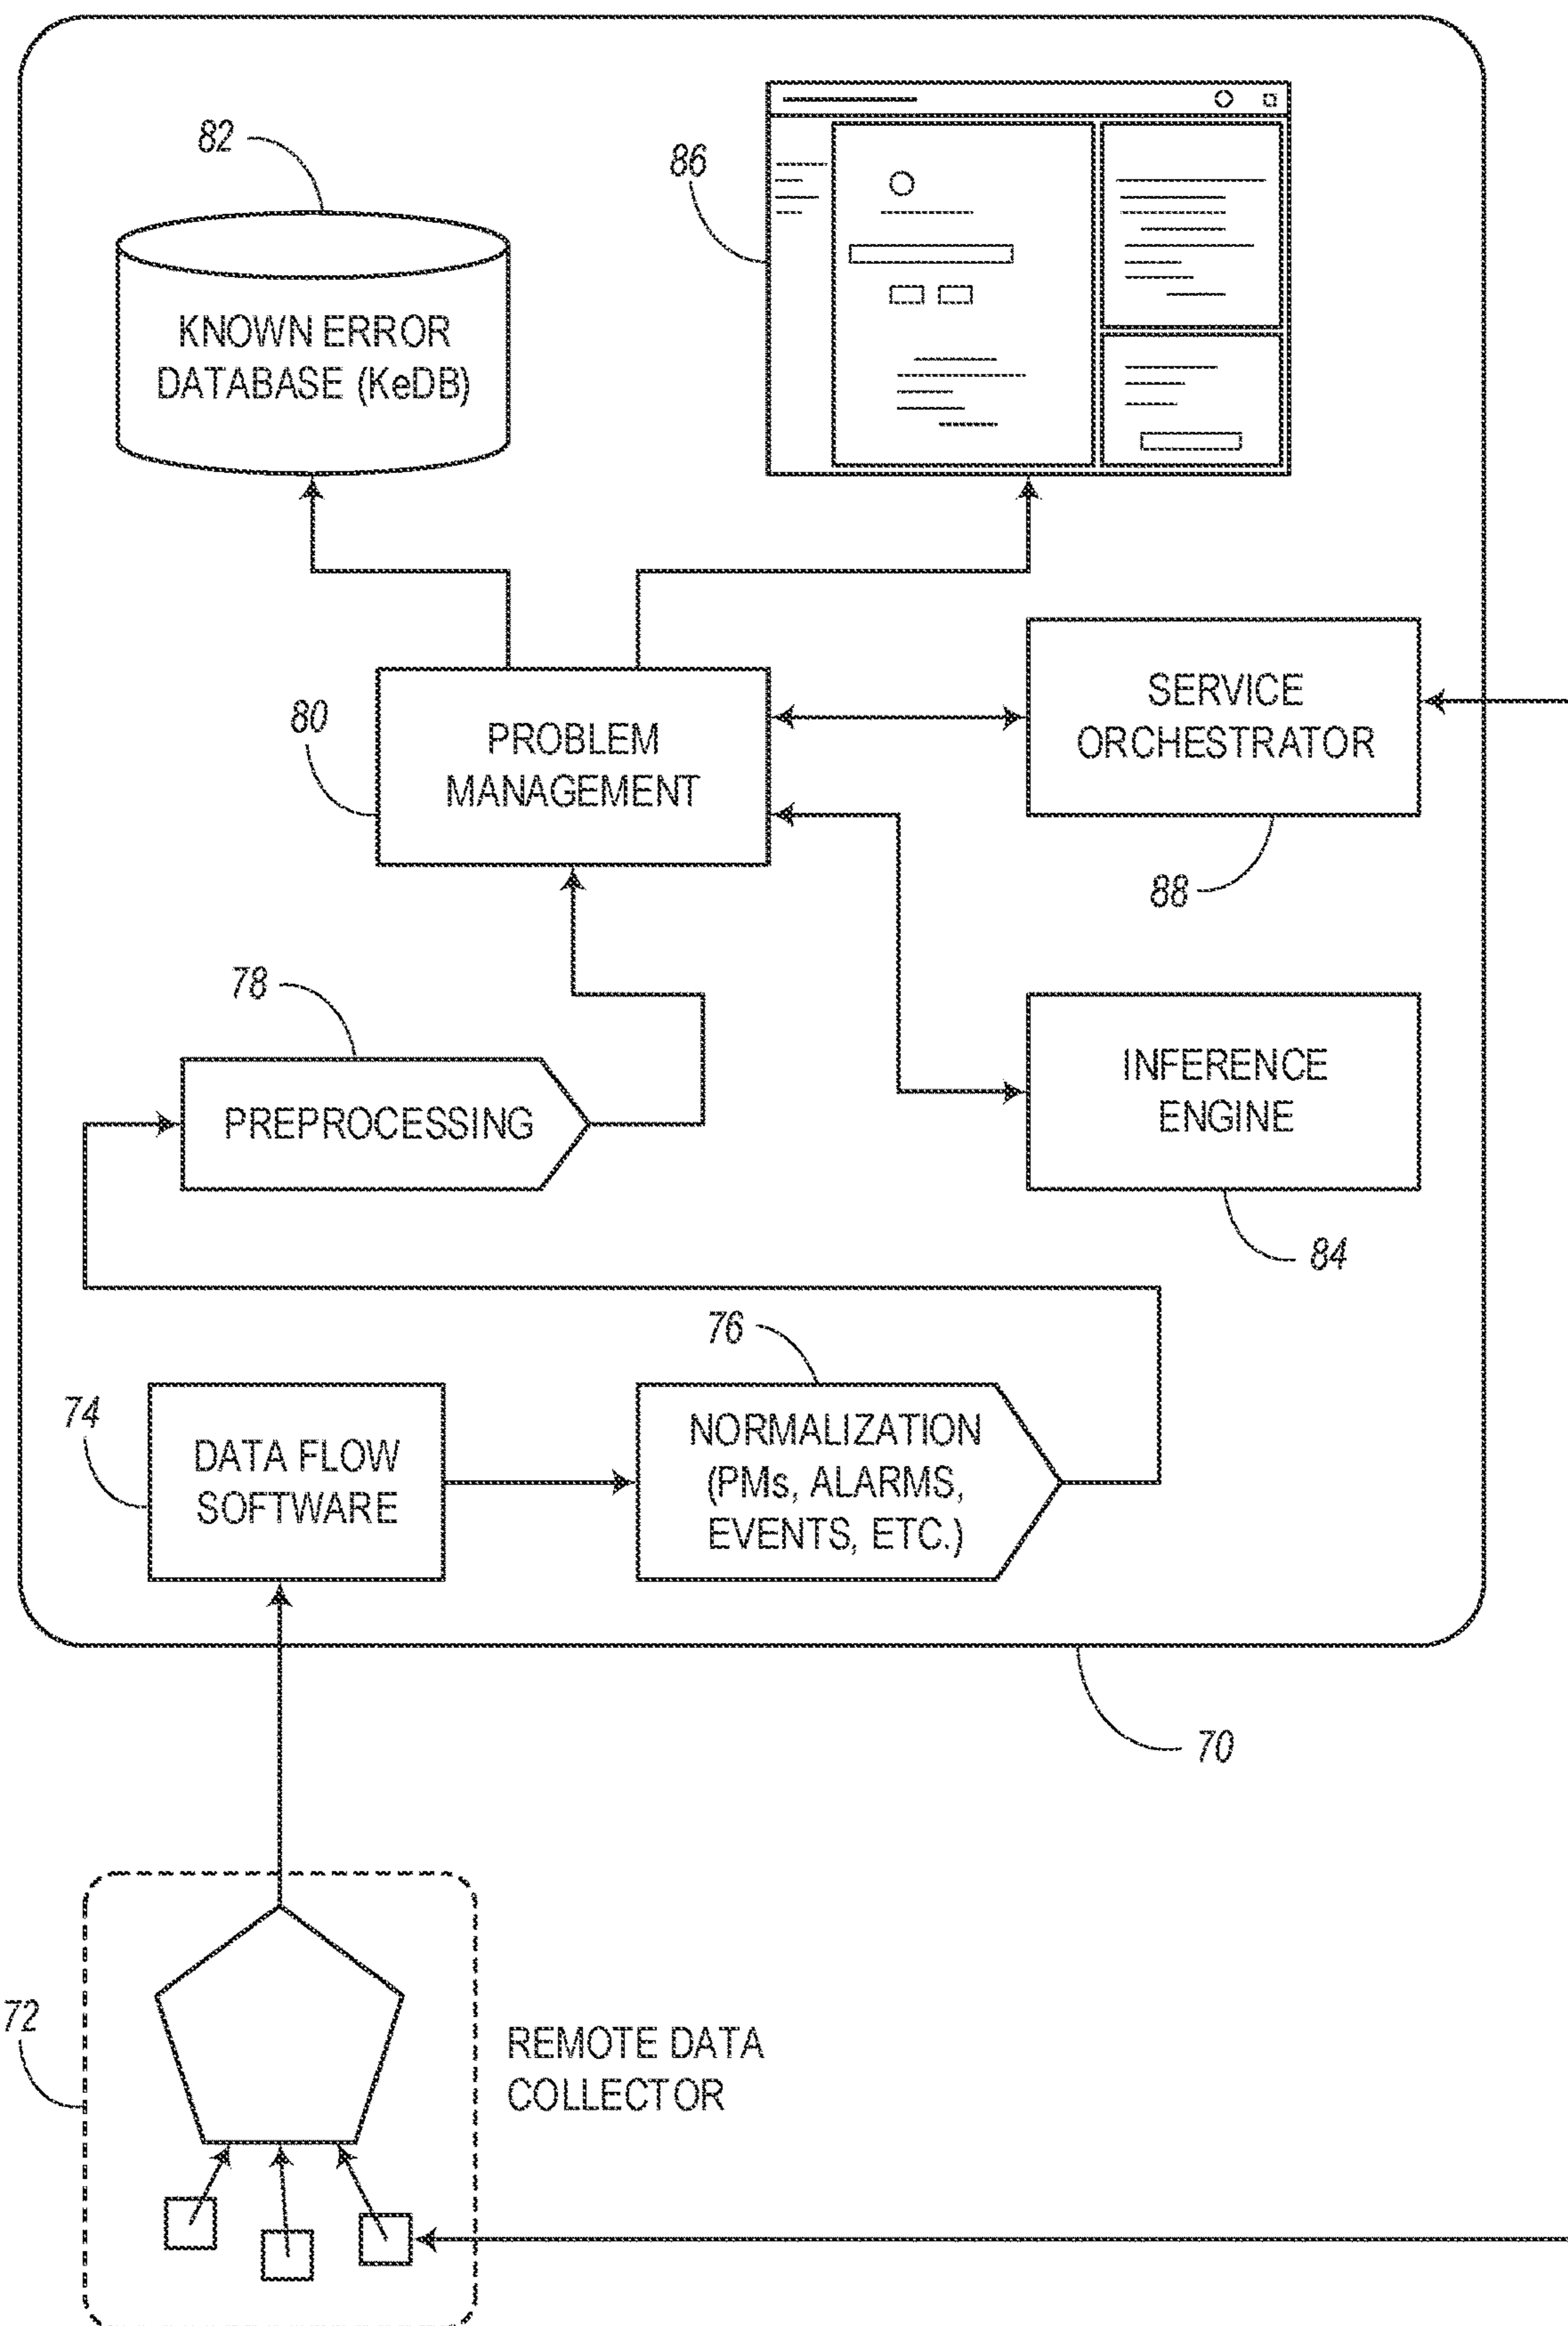 82
86
KNOWN ERROR
DATABASE (KeDB)
80
PROBLEM
MANAGEMENT
SERVICE
ORCHESTRATOR
88
78
PREPROCESSING
INFERENCE
ENGINE
84
76
74
DATA FLOW
SOFTWARE
NORMALIZATION
(PMs, ALARMS,
EVENTS, ETC.)
70
72
REMOTE DATA
COLLECTOR